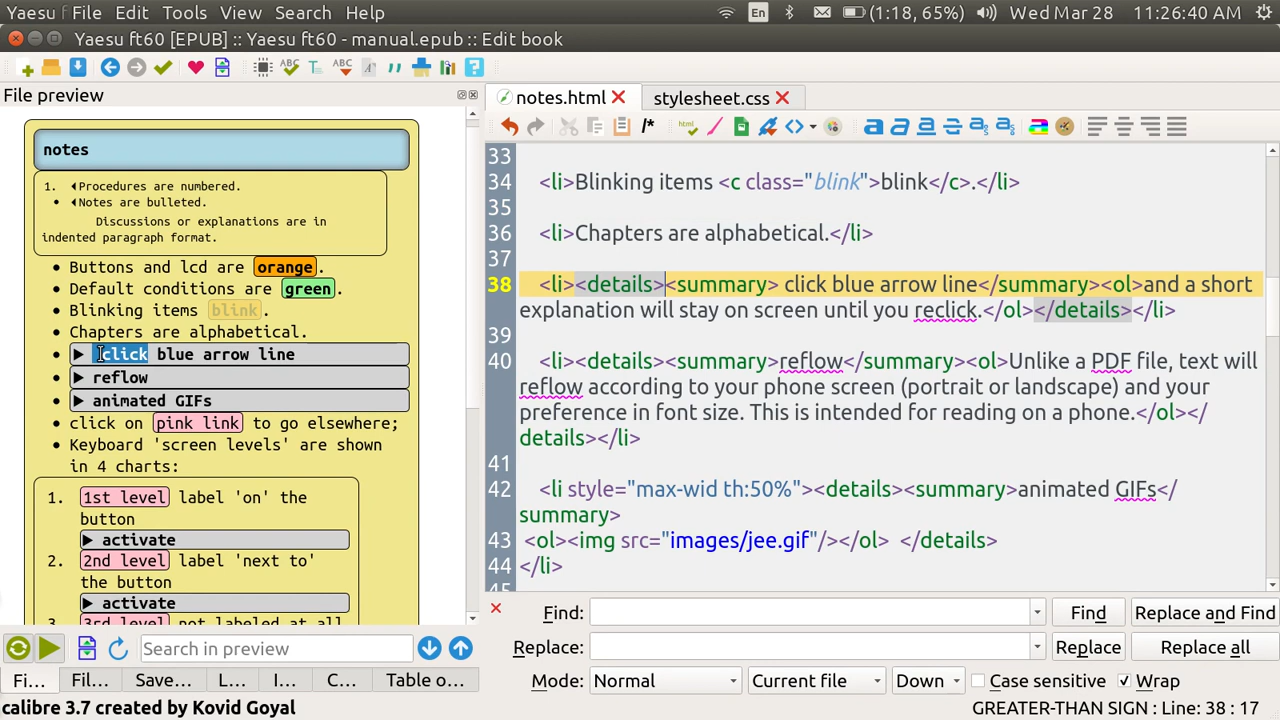 Yaesu f File Edit Tools View Search Help En (1:18, 65%) Wed Mar 28 11:26:40 AM
Yaesu ft60 [EPUB] :: Yaesu ft60 - manual.epub :: Edit book
File preview
notes
1. Procedures are numbered.
Notes are bulleted.
Discussions or explanations are in
indented paragraph format.
Buttons and lcd are orange.
Default conditions are green.
Blinking items blink.
Chapters are alphabetical.
click blue arrow line
reflow
animated GIFs
click on pink link to go elsewhere;
Keyboard 'screen levels' are shown
in 4 charts:
1. 1st level label 'on' the
button
activate
2. 2nd level label 'next to'
the button
activate
3. 3rd level not labeled at all
Search in preview
Fi... Fil... Save... L... I... C... Table o...
notes.html stylesheet.css
33
34 <li>Blinking items <c class="blink">blink</c>.</li>
35
36 <li>Chapters are alphabetical.</li>
37
38 <li><details><summary> click blue arrow line</summary><ol>and a short
explanation will stay on screen until you reclick.</ol></details></li>
39
40 <li><details><summary>reflow</summary><ol>Unlike a PDF file, text will
reflow according to your phone screen (portrait or landscape) and your
preference in font size. This is intended for reading on a phone.</ol></
details></li>
41
42 <li style="max-wid th:50%"><details><summary>animated GIFs</
summary>
43 <ol><img src="images/jee.gif"/></ol> </details>
44 </li>
45
Find: Find Replace and Find
Replace: Replace Replace all
Mode: Normal Current file Down Case sensitive Wrap
calibre 3.7 created by Kovid Goyal GREATER-THAN SIGN : Line: 38 : 17